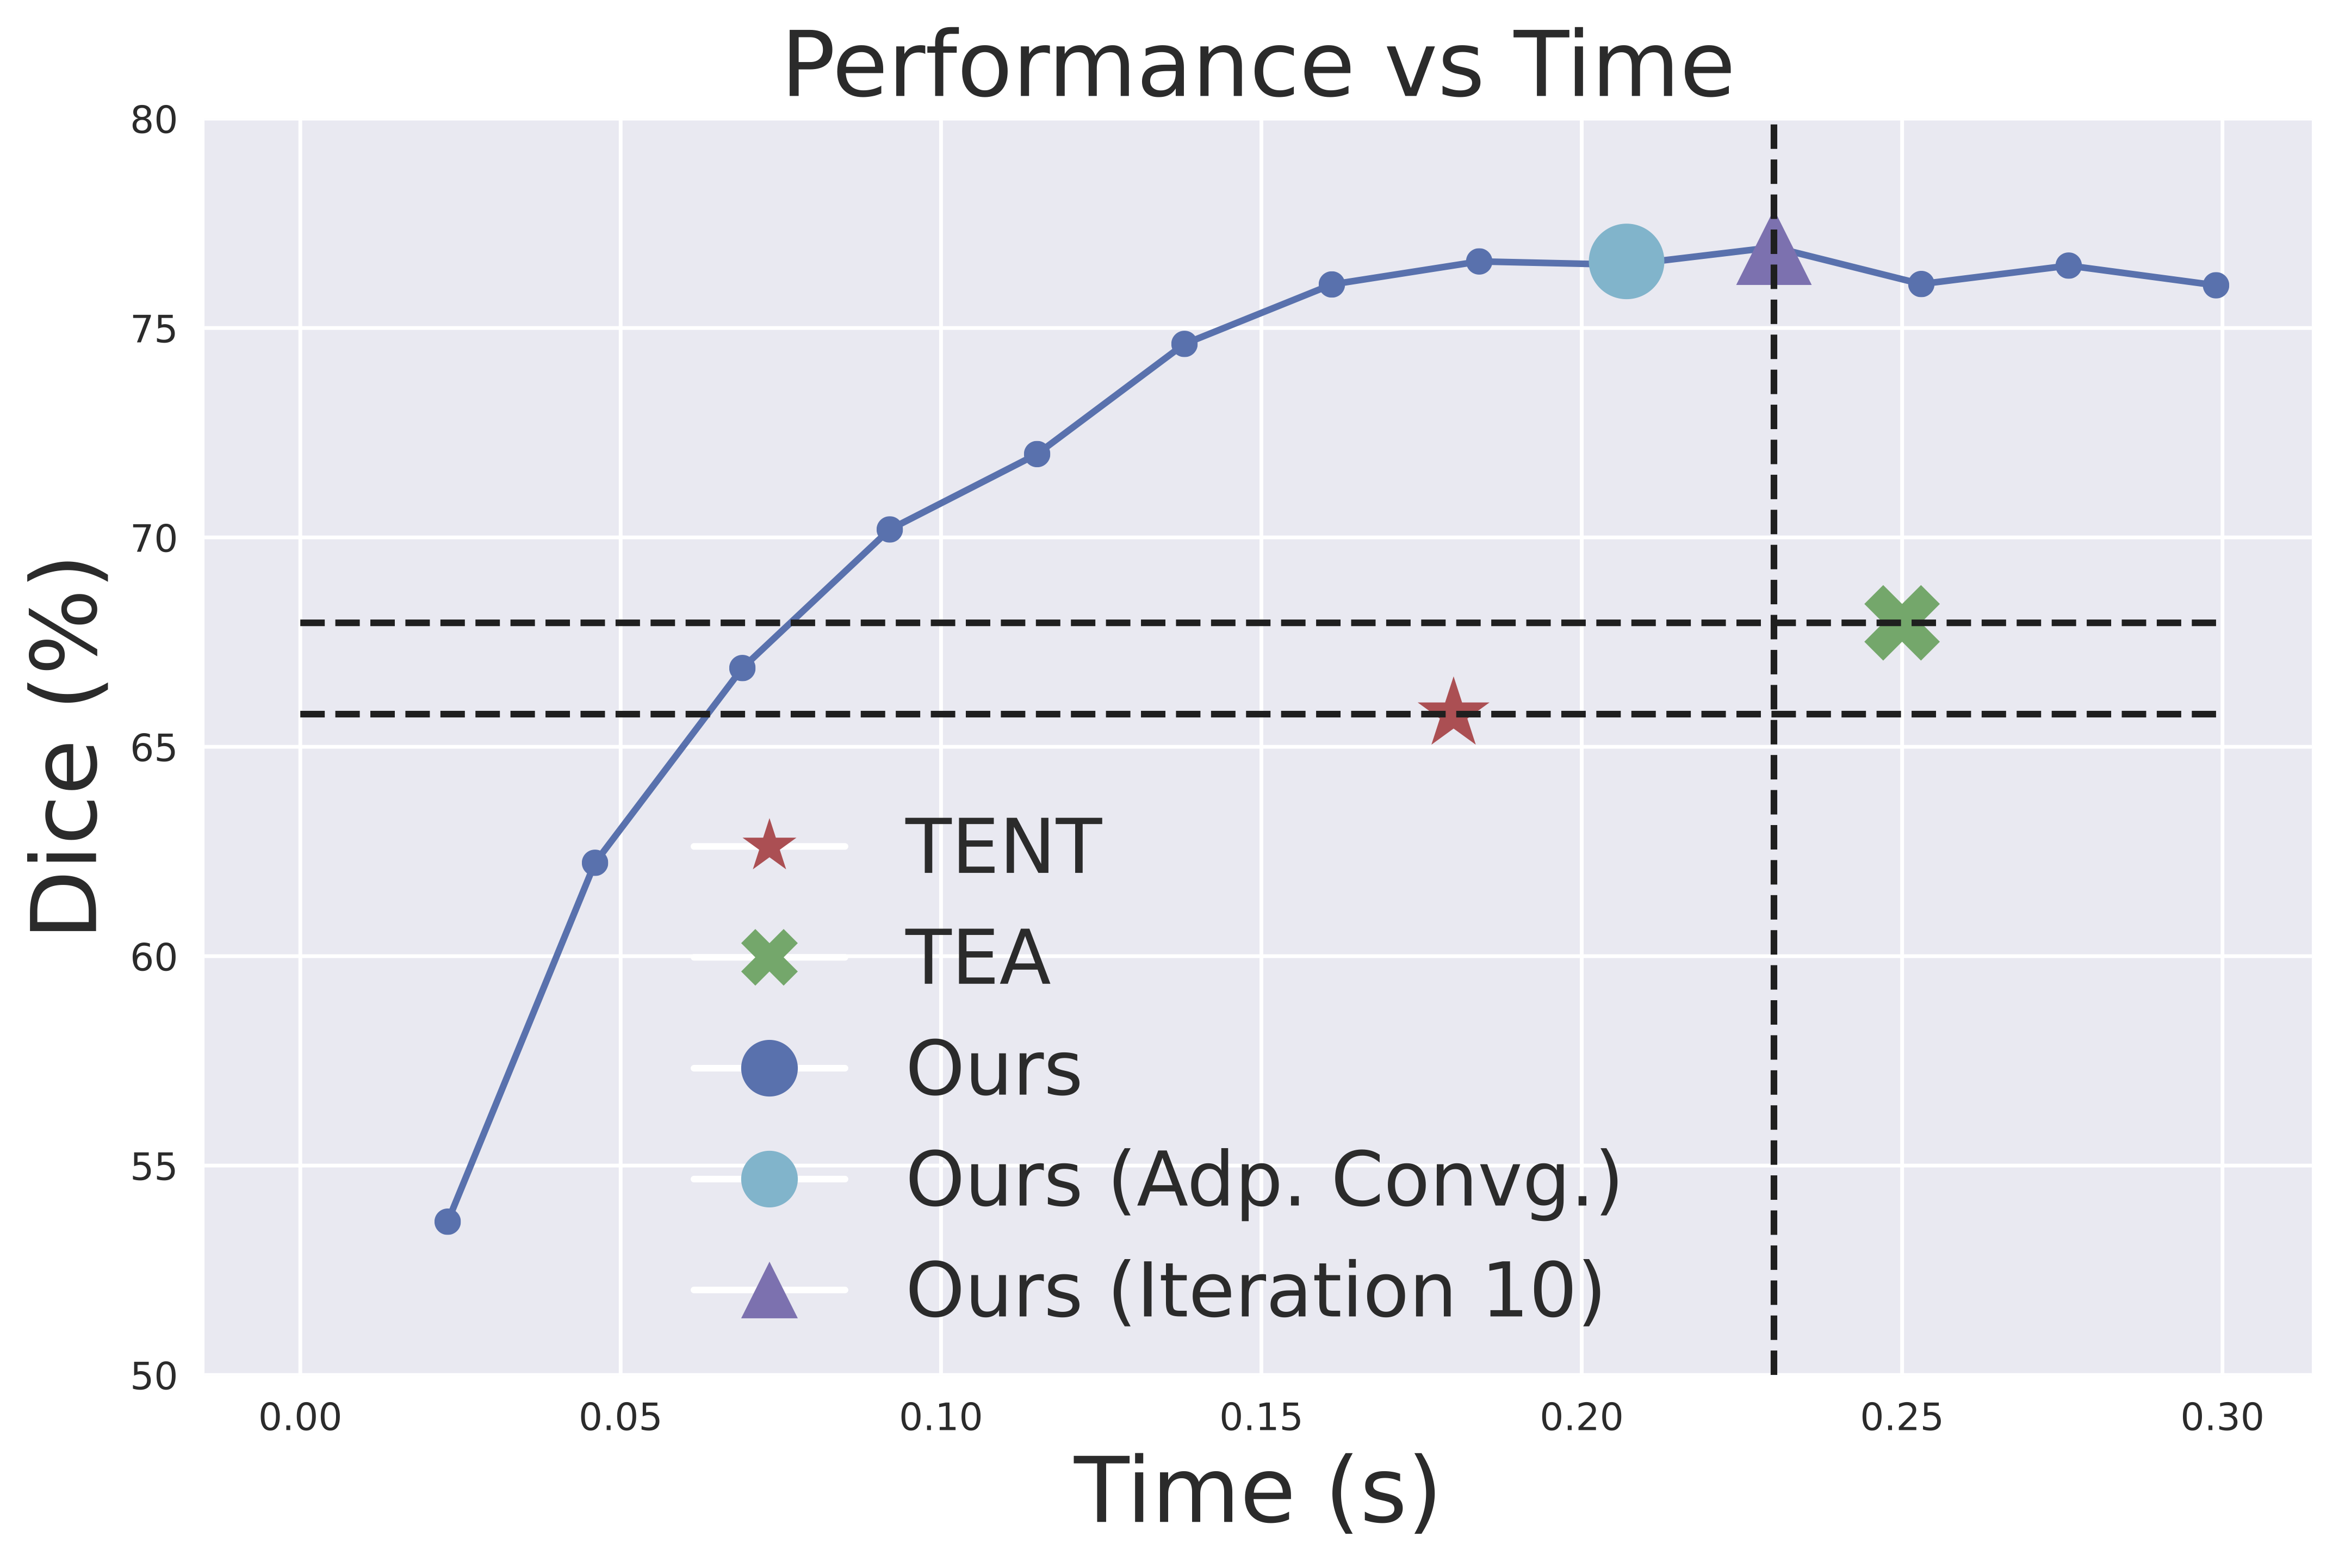 Performance vs Time
80
75
70
65
60
55
50
Dice (%)
TENT
TEA
Ours
Ours (Adp. Convg.)
Ours (Iteration 10)
0.00 0.05 0.10 0.15 0.20 0.25 0.30
Time (s)